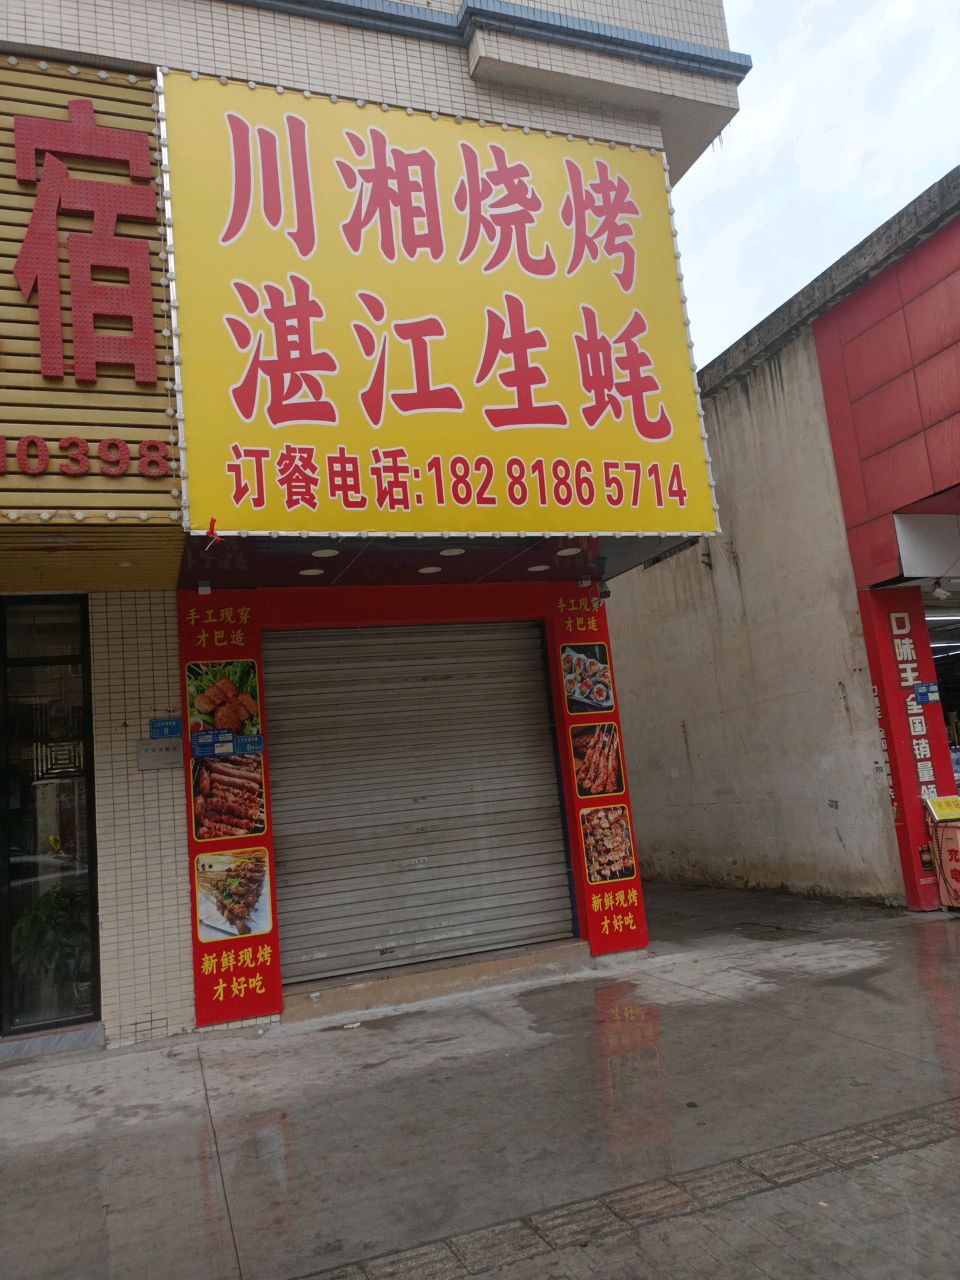 川湘烧烤
湛江生蚝
订餐电话:182 8186 5714
宿
10398
手工现穿
才巴适
新鲜现烤
才好吃
手工现穿
才巴适
新鲜现烤
才好吃
8
口味王全国销量领